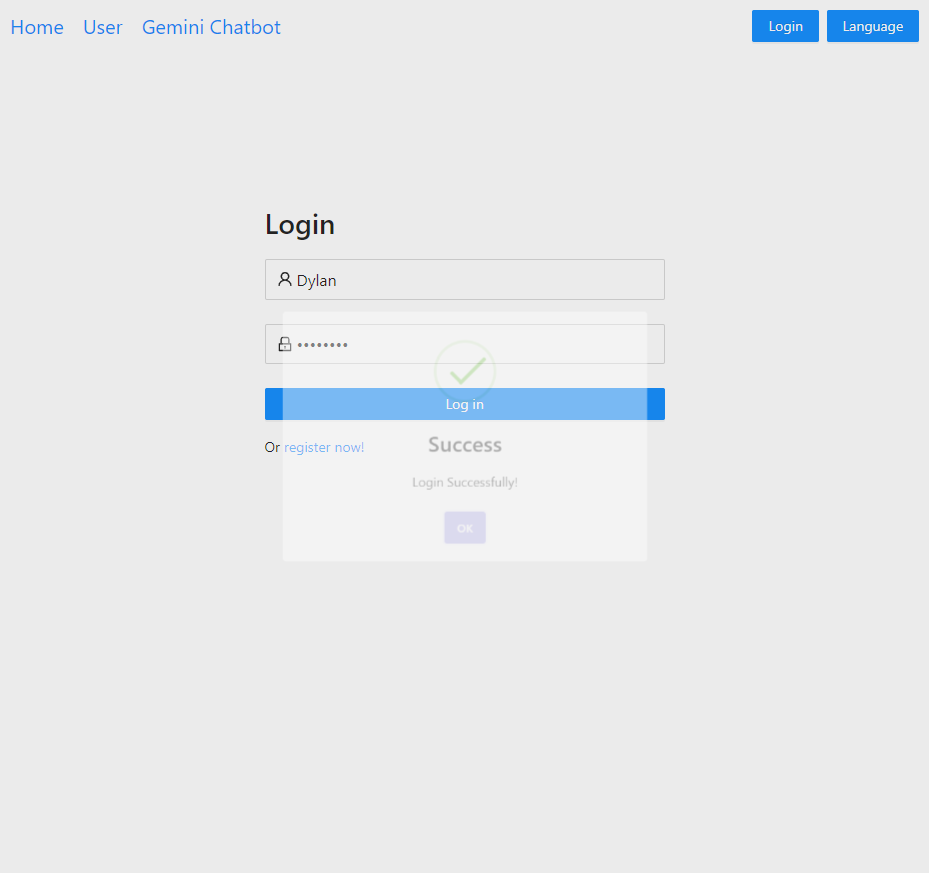 Home User Gemini Chatbot Login Language
Login
Dylan
••••••••
Log in
Or register now!
Success
Login Successfully!
OK